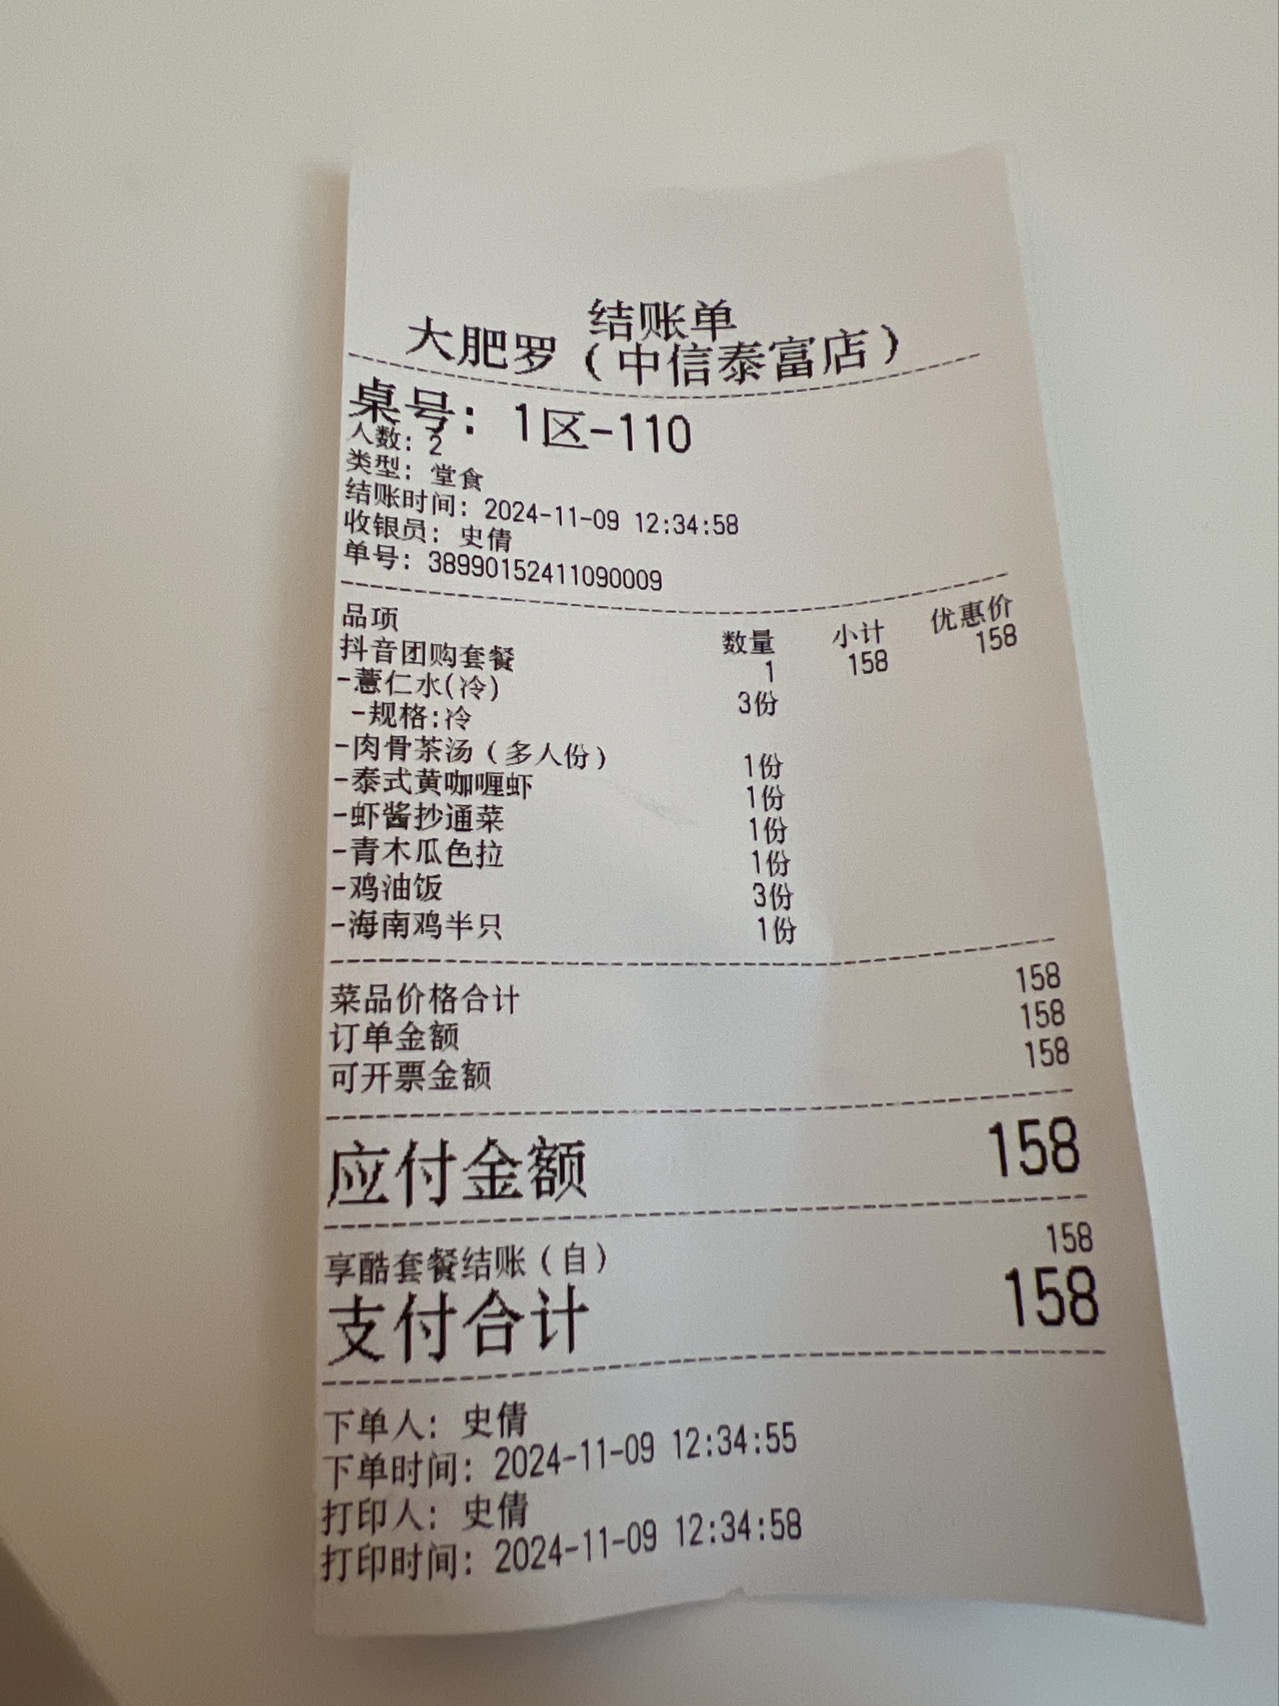 结账单
大肥罗（中信泰富店）
桌号：1区-110
人数：2
类型：堂食
结账时间：2024-11-09 12:34:58
收银员：史倩
单号：38990152411090009
品项 数量 小计 优惠价
抖音团购套餐 1 158 158
-薏仁水(冷) 3份
-规格:冷
-肉骨茶汤（多人份） 1份
-泰式黄咖喱虾 1份
-虾酱抄通菜 1份
-青木瓜色拉 1份
-鸡油饭 3份
-海南鸡半只 1份
菜品价格合计 158
订单金额 158
可开票金额 158
应付金额 158
享酷套餐结账（自） 158
支付合计 158
下单人：史倩
下单时间：2024-11-09 12:34:55
打印人：史倩
打印时间：2024-11-09 12:34:58